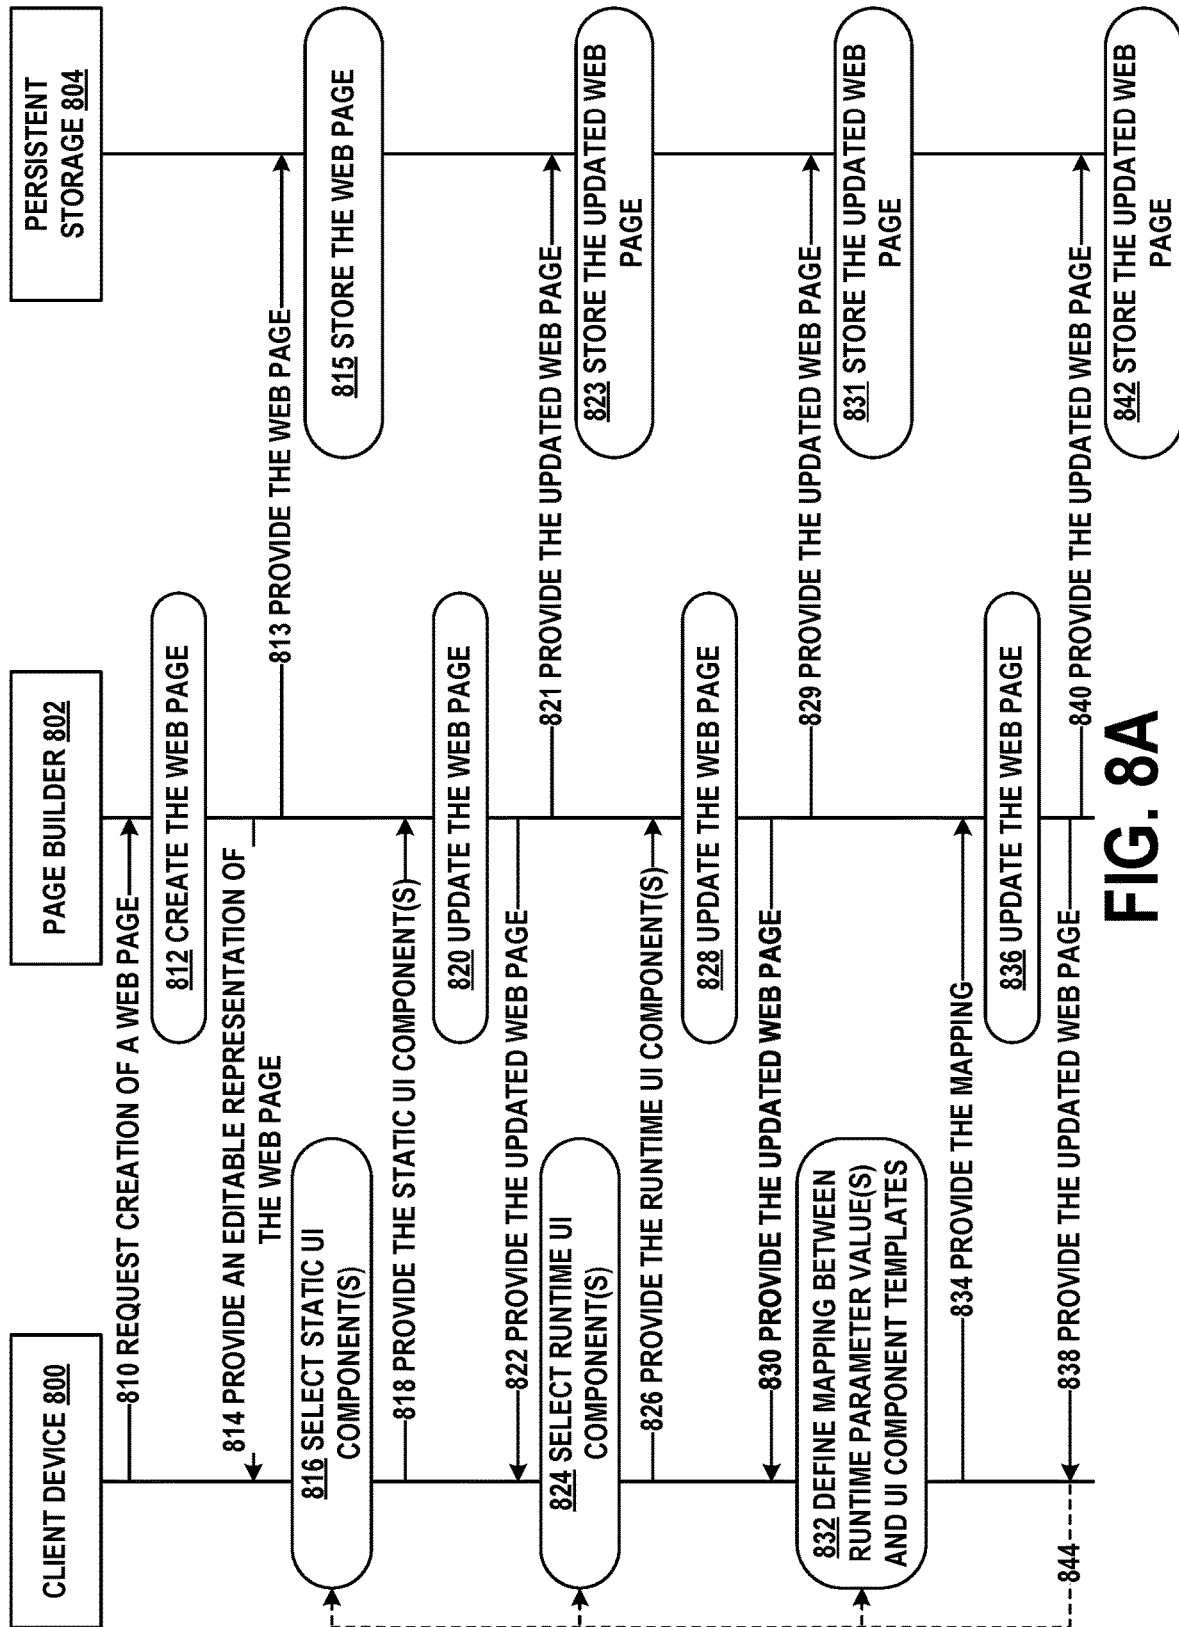 CLIENT DEVICE 800
PAGE BUILDER 802
PERSISTENT
STORAGE 804
810 REQUEST CREATION OF A WEB PAGE
812 CREATE THE WEB PAGE
814 PROVIDE AN EDITABLE REPRESENTATION OF
THE WEB PAGE
813 PROVIDE THE WEB PAGE
815 STORE THE WEB PAGE
816 SELECT STATIC UI
COMPONENT(S)
818 PROVIDE THE STATIC UI COMPONENT(S)
820 UPDATE THE WEB PAGE
822 PROVIDE THE UPDATED WEB PAGE
821 PROVIDE THE UPDATED WEB PAGE
823 STORE THE UPDATED WEB
PAGE
824 SELECT RUNTIME UI
COMPONENT(S)
826 PROVIDE THE RUNTIME UI COMPONENT(S)
828 UPDATE THE WEB PAGE
830 PROVIDE THE UPDATED WEB PAGE
829 PROVIDE THE UPDATED WEB PAGE
831 STORE THE UPDATED WEB
PAGE
832 DEFINE MAPPING BETWEEN
RUNTIME PARAMETER VALUE(S)
AND UI COMPONENT TEMPLATES
834 PROVIDE THE MAPPING
836 UPDATE THE WEB PAGE
838 PROVIDE THE UPDATED WEB PAGE
840 PROVIDE THE UPDATED WEB PAGE
842 STORE THE UPDATED WEB
PAGE
844
FIG. 8A